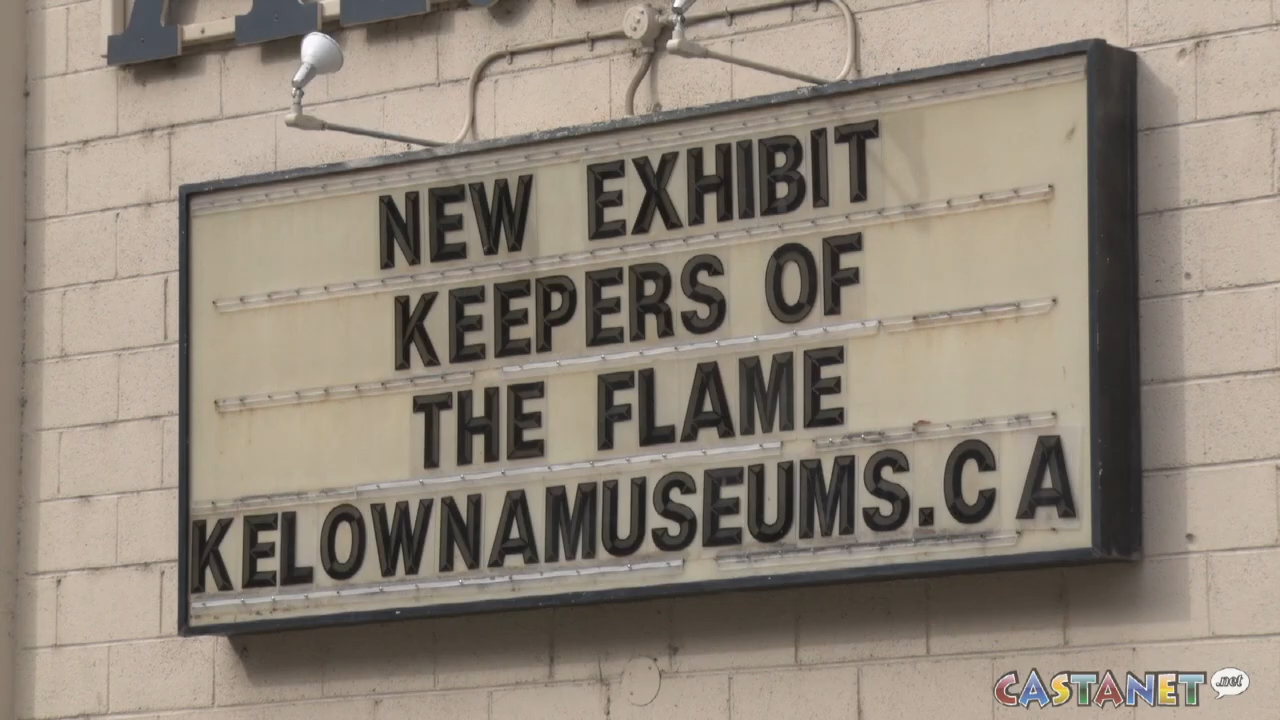 NEW EXHIBIT
KEEPERS OF
THE FLAME
KELOWNAMUSEUMS.CA
CASTANET .net